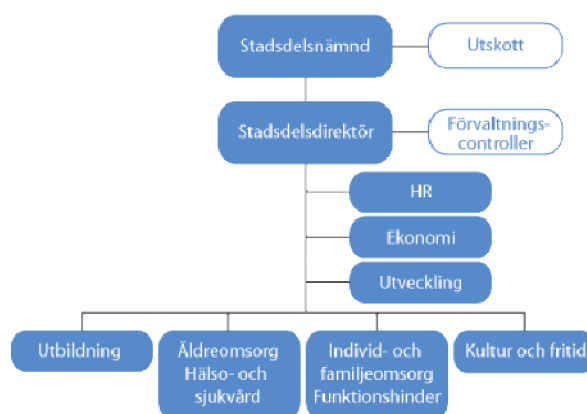 Stadsdelsnämnd
Utskott
Stadsdelsdirektör
Förvaltnings-
controller
HR
Ekonomi
Utveckling
Utbildning
Äldreomsorg
Hälso- och
sjukvård
Individ- och
familjeomsorg
Funktionshinder
Kultur och fritid